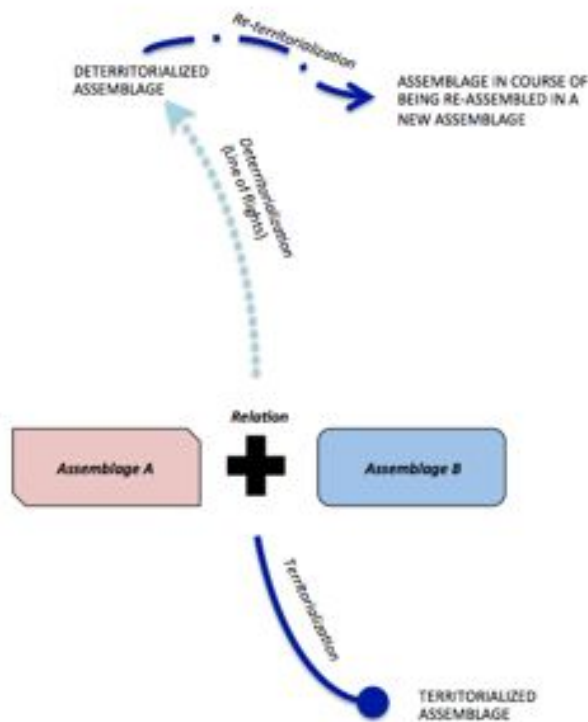 Re-territorialization
DETERRITORIALIZED
ASSEMBLAGE
ASSEMBLAGE IN COURSE OF
BEING RE-ASSEMBLED IN A
NEW ASSEMBLAGE
Deterritorialization
(Line of flights)
Relation
Assemblage A
Assemblage B
Territorialization
TERRITORIALIZED
ASSEMBLAGE